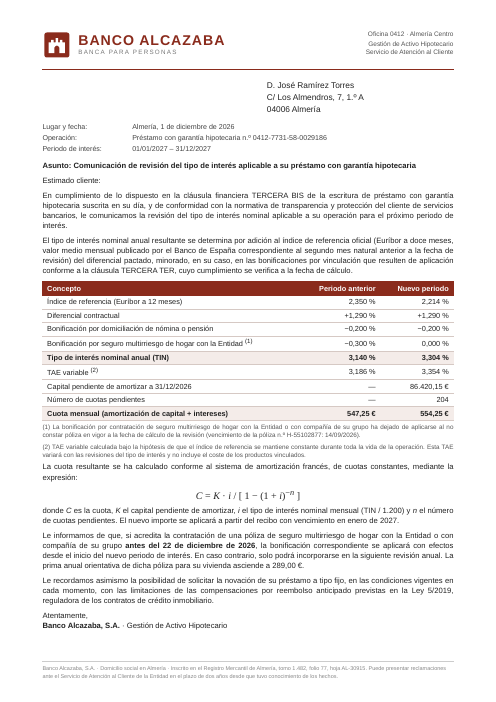 BANCO ALCAZABA
BANCA PARA PERSONAS
Oficina 0412 · Almería Centro
Gestión de Activo Hipotecario
Servicio de Atención al Cliente
D. José Ramírez Torres
C/ Los Almendros, 7, 1.º A
04006 Almería
Lugar y fecha: Almería, 1 de diciembre de 2026
Operación: Préstamo con garantía hipotecaria n.º 0412-7731-58-0029186
Periodo de interés: 01/01/2027 – 31/12/2027
Asunto: Comunicación de revisión del tipo de interés aplicable a su préstamo con garantía hipotecaria
Estimado cliente:
En cumplimiento de lo dispuesto en la cláusula financiera TERCERA BIS de la escritura de préstamo con garantía
hipotecaria suscrita en su día, y de conformidad con la normativa de transparencia y protección del cliente de servicios
bancarios, le comunicamos la revisión del tipo de interés nominal aplicable a su operación para el próximo periodo de
interés.
El tipo de interés nominal anual resultante se determina por adición al índice de referencia oficial (Euríbor a doce meses,
valor medio mensual publicado por el Banco de España correspondiente al segundo mes natural anterior a la fecha de
revisión) del diferencial pactado, minorado, en su caso, en las bonificaciones por vinculación que resulten de aplicación
conforme a la cláusula TERCERA TER, cuyo cumplimiento se verifica a la fecha de cálculo.
Concepto Periodo anterior Nuevo periodo
Índice de referencia (Euríbor a 12 meses) 2,350 % 2,214 %
Diferencial contractual +1,290 % +1,290 %
Bonificación por domiciliación de nómina o pensión −0,200 % −0,200 %
Bonificación por seguro multirriesgo de hogar con la Entidad (1) −0,300 % 0,000 %
Tipo de interés nominal anual (TIN) 3,140 % 3,304 %
TAE variable (2) 3,186 % 3,354 %
Capital pendiente de amortizar a 31/12/2026 — 86.420,15 €
Número de cuotas pendientes — 204
Cuota mensual (amortización de capital + intereses) 547,25 € 554,25 €
(1) La bonificación por contratación de seguro multirriesgo de hogar con la Entidad o con compañía de su grupo ha dejado de aplicarse al no
constar póliza en vigor a la fecha de cálculo de la revisión (vencimiento de la póliza n.º H-55102877: 14/09/2026).
(2) TAE variable calculada bajo la hipótesis de que el índice de referencia se mantiene constante durante toda la vida de la operación. Esta TAE
variará con las revisiones del tipo de interés y no incluye el coste de los productos vinculados.
La cuota resultante se ha calculado conforme al sistema de amortización francés, de cuotas constantes, mediante la
expresión:
C = K · i / [ 1 − (1 + i)−n ]
donde C es la cuota, K el capital pendiente de amortizar, i el tipo de interés nominal mensual (TIN / 1.200) y n el número
de cuotas pendientes. El nuevo importe se aplicará a partir del recibo con vencimiento en enero de 2027.
Le informamos de que, si acredita la contratación de una póliza de seguro multirriesgo de hogar con la Entidad o con
compañía de su grupo antes del 22 de diciembre de 2026, la bonificación correspondiente se aplicará con efectos
desde el inicio del nuevo periodo de interés. En caso contrario, solo podrá incorporarse en la siguiente revisión anual. La
prima anual orientativa de dicha póliza para su vivienda asciende a 289,00 €.
Le recordamos asimismo la posibilidad de solicitar la novación de su préstamo a tipo fijo, en las condiciones vigentes en
cada momento, con las limitaciones de las compensaciones por reembolso anticipado previstas en la Ley 5/2019,
reguladora de los contratos de crédito inmobiliario.
Atentamente,
Banco Alcazaba, S.A. · Gestión de Activo Hipotecario
Banco Alcazaba, S.A. · Domicilio social en Almería · Inscrito en el Registro Mercantil de Almería, tomo 1.482, folio 77, hoja AL-30915. Puede presentar reclamaciones
ante el Servicio de Atención al Cliente de la Entidad en el plazo de dos años desde que tuvo conocimiento de los hechos.